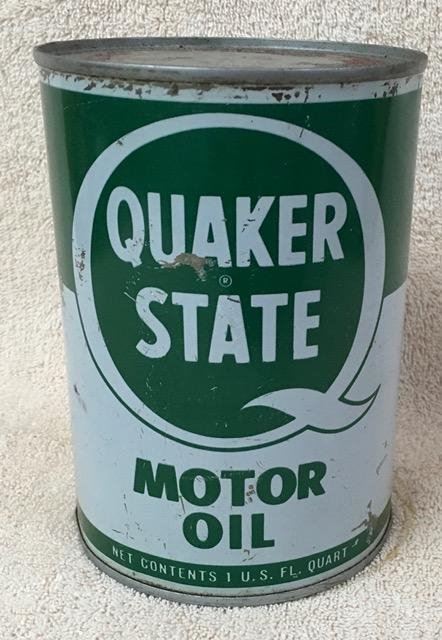 QUAKER
®
STATE
MOTOR
OIL
NET CONTENTS 1 U.S. FL. QUART